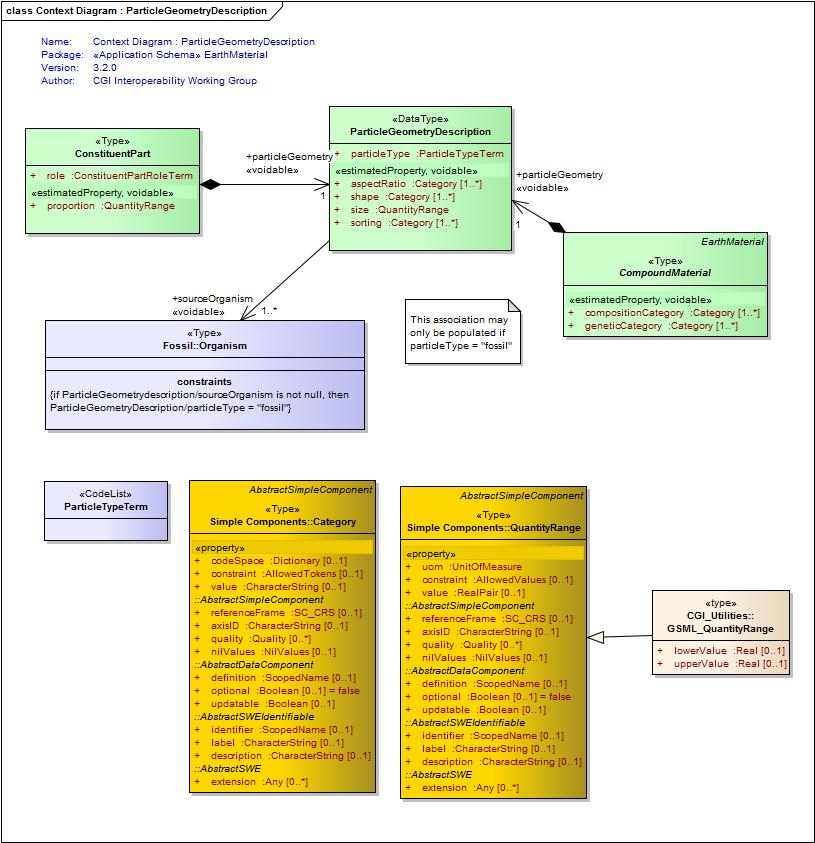 class Context Diagram : ParticleGeometryDescription
Name: Context Diagram : ParticleGeometryDescription
Package: «Application Schema» EarthMaterial
Version: 3.2.0
Author: CGI Interoperability Working Group
«Type»
ConstituentPart
+ role :ConstituentPartRoleTerm
«estimatedProperty, voidable»
+ proportion :QuantityRange
+particleGeometry
«voidable»
1
«DataType»
ParticleGeometryDescription
+ particleType :ParticleTypeTerm
«estimatedProperty, voidable»
+ aspectRatio :Category [1..*]
+ shape :Category [1..*]
+ size :QuantityRange
+ sorting :Category [1..*]
+particleGeometry
«voidable»
1
EarthMaterial
«Type»
CompoundMaterial
«estimatedProperty, voidable»
+ compositionCategory :Category [1..*]
+ geneticCategory :Category [1..*]
+sourceOrganism
«voidable»
1..*
«Type»
Fossil::Organism
constraints
{if ParticleGeometrydescription/sourceOrganism is not null, then
ParticleGeometryDescription/particleType = "fossil"}
This association may
only be populated if
particleType = "fossil"
«CodeList»
ParticleTypeTerm
AbstractSimpleComponent
«Type»
Simple Components::Category
«property»
+ codeSpace :Dictionary [0..1]
+ constraint :AllowedTokens [0..1]
+ value :CharacterString [0..1]
::AbstractSimpleComponent
+ referenceFrame :SC_CRS [0..1]
+ axisID :CharacterString [0..1]
+ quality :Quality [0..*]
+ nilValues :NilValues [0..1]
::AbstractDataComponent
+ definition :ScopedName [0..1]
+ optional :Boolean [0..1] = false
+ updatable :Boolean [0..1]
::AbstractSWEIdentifiable
+ identifier :ScopedName [0..1]
+ label :CharacterString [0..1]
+ description :CharacterString [0..1]
::AbstractSWE
+ extension :Any [0..*]
AbstractSimpleComponent
«Type»
Simple Components::QuantityRange
«property»
+ uom :UnitOfMeasure
+ constraint :AllowedValues [0..1]
+ value :RealPair [0..1]
::AbstractSimpleComponent
+ referenceFrame :SC_CRS [0..1]
+ axisID :CharacterString [0..1]
+ quality :Quality [0..*]
+ nilValues :NilValues [0..1]
::AbstractDataComponent
+ definition :ScopedName [0..1]
+ optional :Boolean [0..1] = false
+ updatable :Boolean [0..1]
::AbstractSWEIdentifiable
+ identifier :ScopedName [0..1]
+ label :CharacterString [0..1]
+ description :CharacterString [0..1]
::AbstractSWE
+ extension :Any [0..*]
«type»
CGI_Utilities::
GSML_QuantityRange
+ lowerValue :Real [0..1]
+ upperValue :Real [0..1]